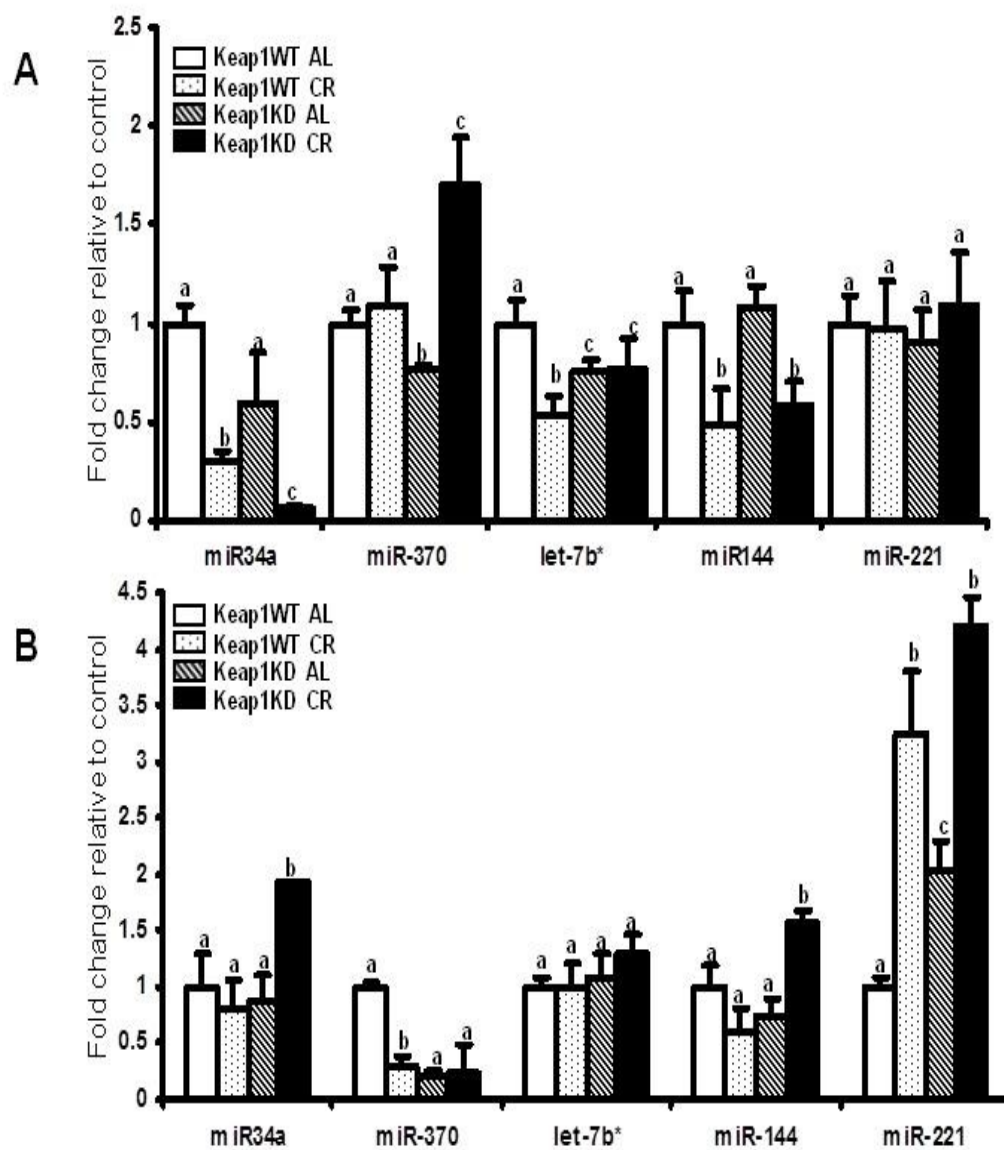 A
Fold change relative to control
2.5
2
1.5
1
0.5
0
Keap1WT AL
Keap1WT CR
Keap1KD AL
Keap1KD CR
a b a c
a a b c
a b c c
a b a b
a a a a
miR34a miR-370 let-7b* miR144 miR-221
B
Fold change relative to control
4.5
4
3.5
3
2.5
2
1.5
1
0.5
0
Keap1WT AL
Keap1WT CR
Keap1KD AL
Keap1KD CR
a a a b
a b a a
a a a a
a a a b
a b c b
miR34a miR-370 let-7b* miR-144 miR-221